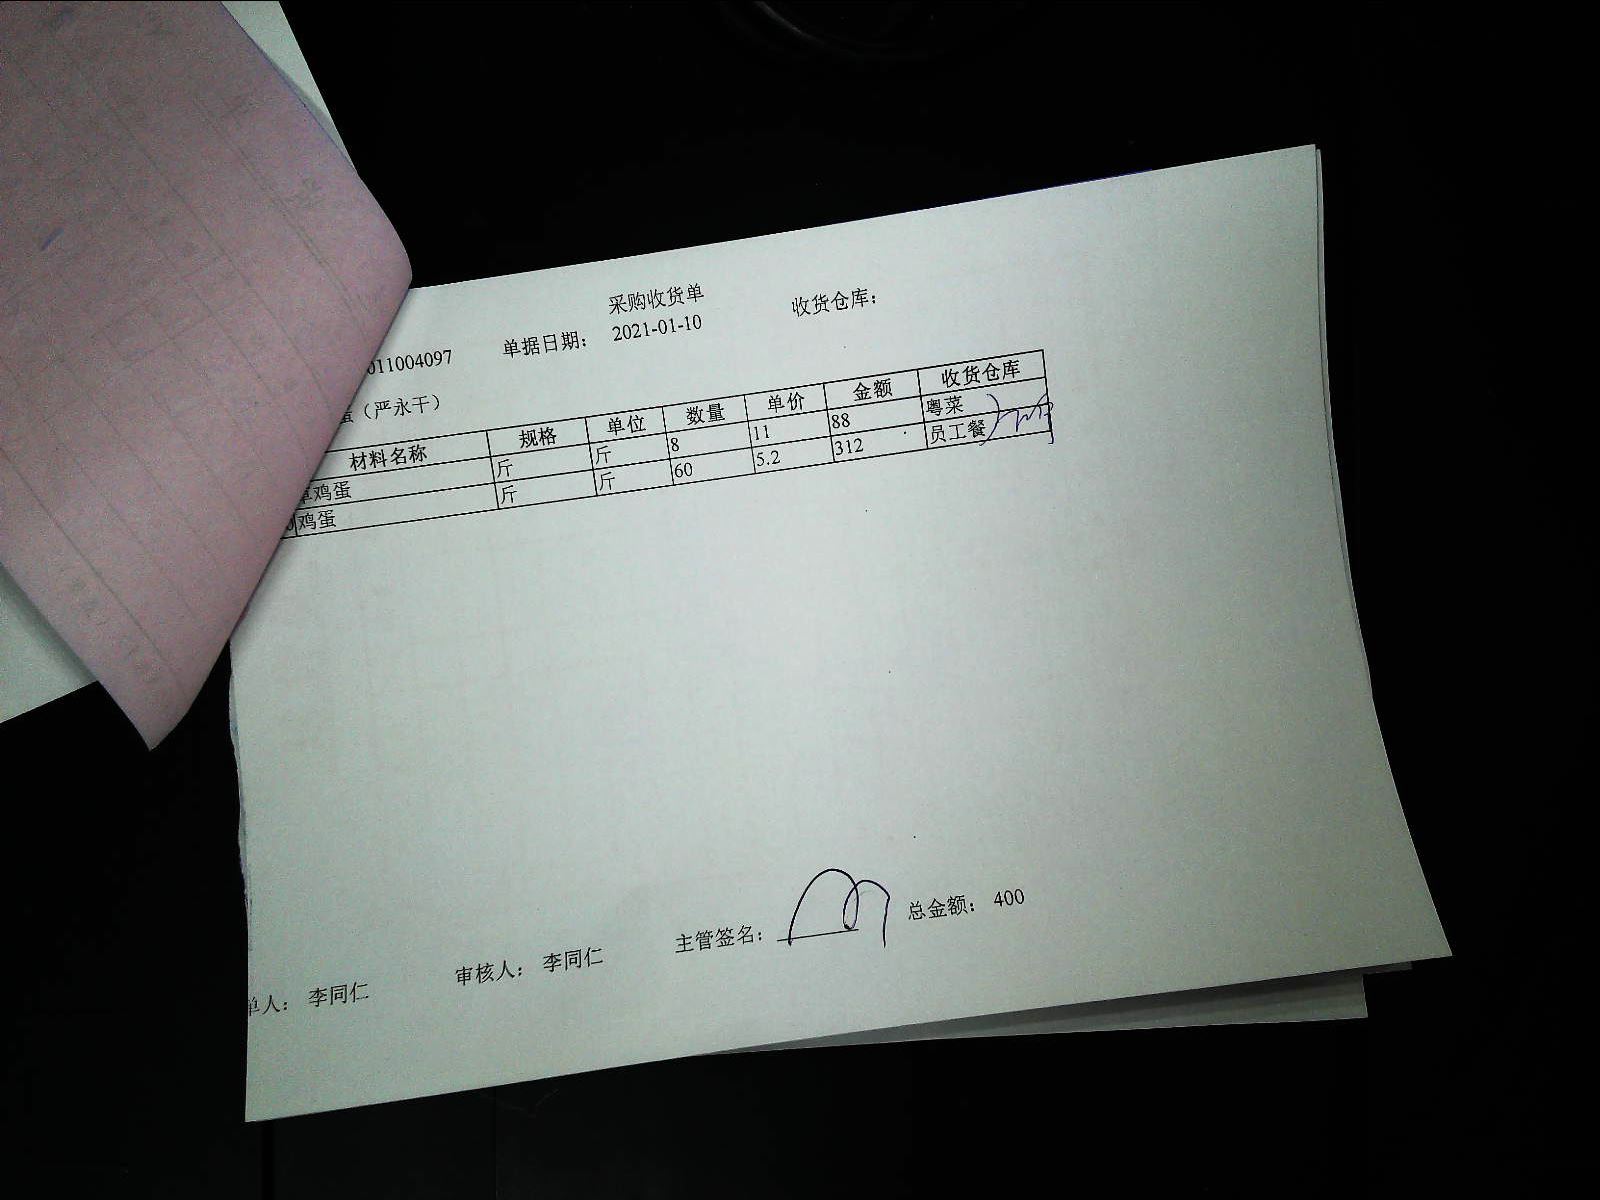 采购收货单
011004097 单据日期： 2021-01-10 收货仓库：
（严永干）
材料名称 规格 单位 数量 单价 金额 收货仓库
草鸡蛋 斤 斤 8 11 88 粤菜
鸡蛋 斤 斤 60 5.2 312 员工餐
单人： 李同仁 审核人： 李同仁 主管签名： 总金额： 400